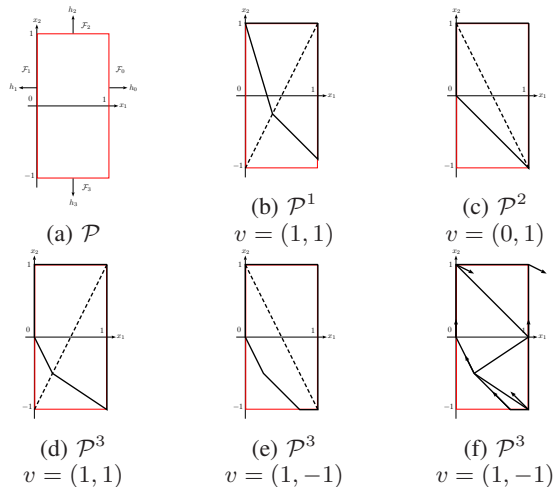 x₂
h₂
1
ℱ₂
ℱ₁
ℱ₀
h₁
h₀
0
1
x₁
−1
ℱ₃
h₃
(a) 𝒫
x₂
1
0
1
x₁
−1
(b) 𝒫¹
v = (1, 1)
x₂
1
0
1
x₁
−1
(c) 𝒫²
v = (0, 1)
x₂
1
0
1
x₁
−1
(d) 𝒫³
v = (1, 1)
x₂
1
0
1
x₁
−1
(e) 𝒫³
v = (1, −1)
x₂
1
0
1
x₁
−1
(f) 𝒫³
v = (1, −1)